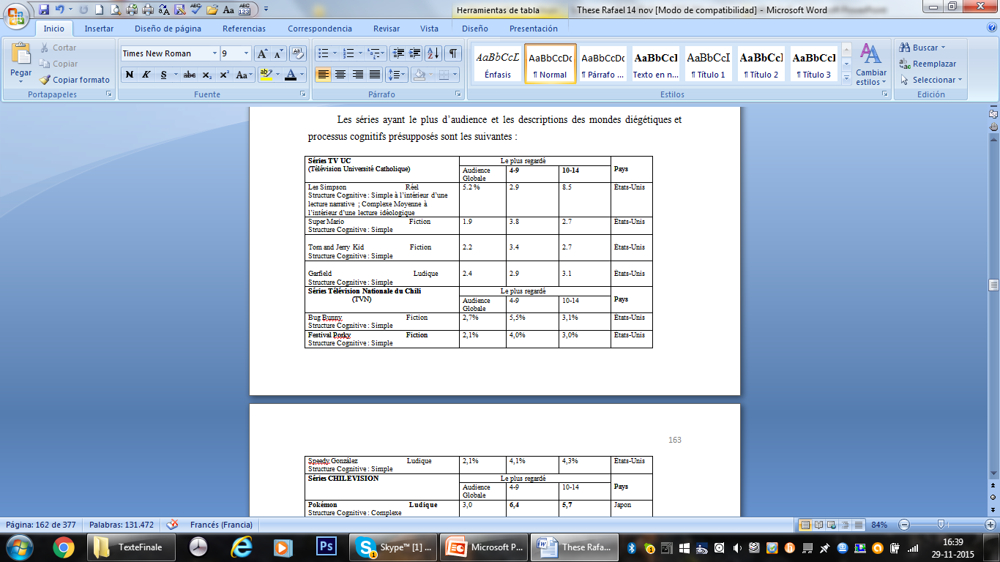 Herramientas de tabla These Rafael 14 nov [Modo de compatibilidad] - Microsoft Word
Inicio Insertar Diseño de página Referencias Correspondencia Revisar Vista Diseño Presentación
Pegar
Cortar
Copiar
Copiar formato
Portapapeles
Times New Roman 9
N K S abc x₂ x² Aa
Fuente
Párrafo
AaBbCcI AaBbCcDc AaBbCcDc AaBbCcI AaBbCcI AaBbCcI AaBbCcI
Énfasis ¶ Normal ¶ Párrafo ... Texto en n... ¶ Título 1 ¶ Título 2 ¶ Título 3
Cambiar estilos
Estilos
Buscar
Reemplazar
Seleccionar
Edición
Les séries ayant le plus d’audience et les descriptions des mondes diégétiques et
processus cognitifs présupposés sont les suivantes :
Séries TV UC
(Télévision Université Catholique)
Le plus regardé
Audience Globale 4-9 10-14 Pays
Les Simpson Réel 5.2 % 2.9 8.5 Etats-Unis
Structure Cognitive : Simple à l’intérieur d’une
lecture narrative ; Complexe Moyenne à
l’intérieur d’une lecture idéologique
Super Mario Fiction 1.9 3.8 2.7 Etats-Unis
Structure Cognitive : Simple
Tom and Jerry Kid Fiction 2.2 3.4 2.7 Etats-Unis
Structure Cognitive : Simple
Garfield Ludique 2.4 2.9 3.1 Etats-Unis
Structure Cognitive : Simple
Séries Télévision Nationale du Chili
(TVN)
Le plus regardé
Audience Globale 4-9 10-14 Pays
Bug Bunny Fiction 2,7% 5,5% 3,1% Etats-Unis
Structure Cognitive : Simple
Festival Porky Fiction 2,1% 4,0% 3,0% Etats-Unis
Structure Cognitive : Simple
163
Speedy González Ludique 2,1% 4,1% 4,3% Etats-Unis
Structure Cognitive : Simple
Séries CHILEVISION
Le plus regardé
Audience Globale 4-9 10-14 Pays
Pokémon Ludique 3,0 6,4 5,7 Japon
Structure Cognitive : Complexe
Página: 162 de 377 Palabras: 131.472 Francés (Francia) 84%
TexteFinale Skype™ [1] ... Microsoft P... These Rafa...
16:39
29-11-2015